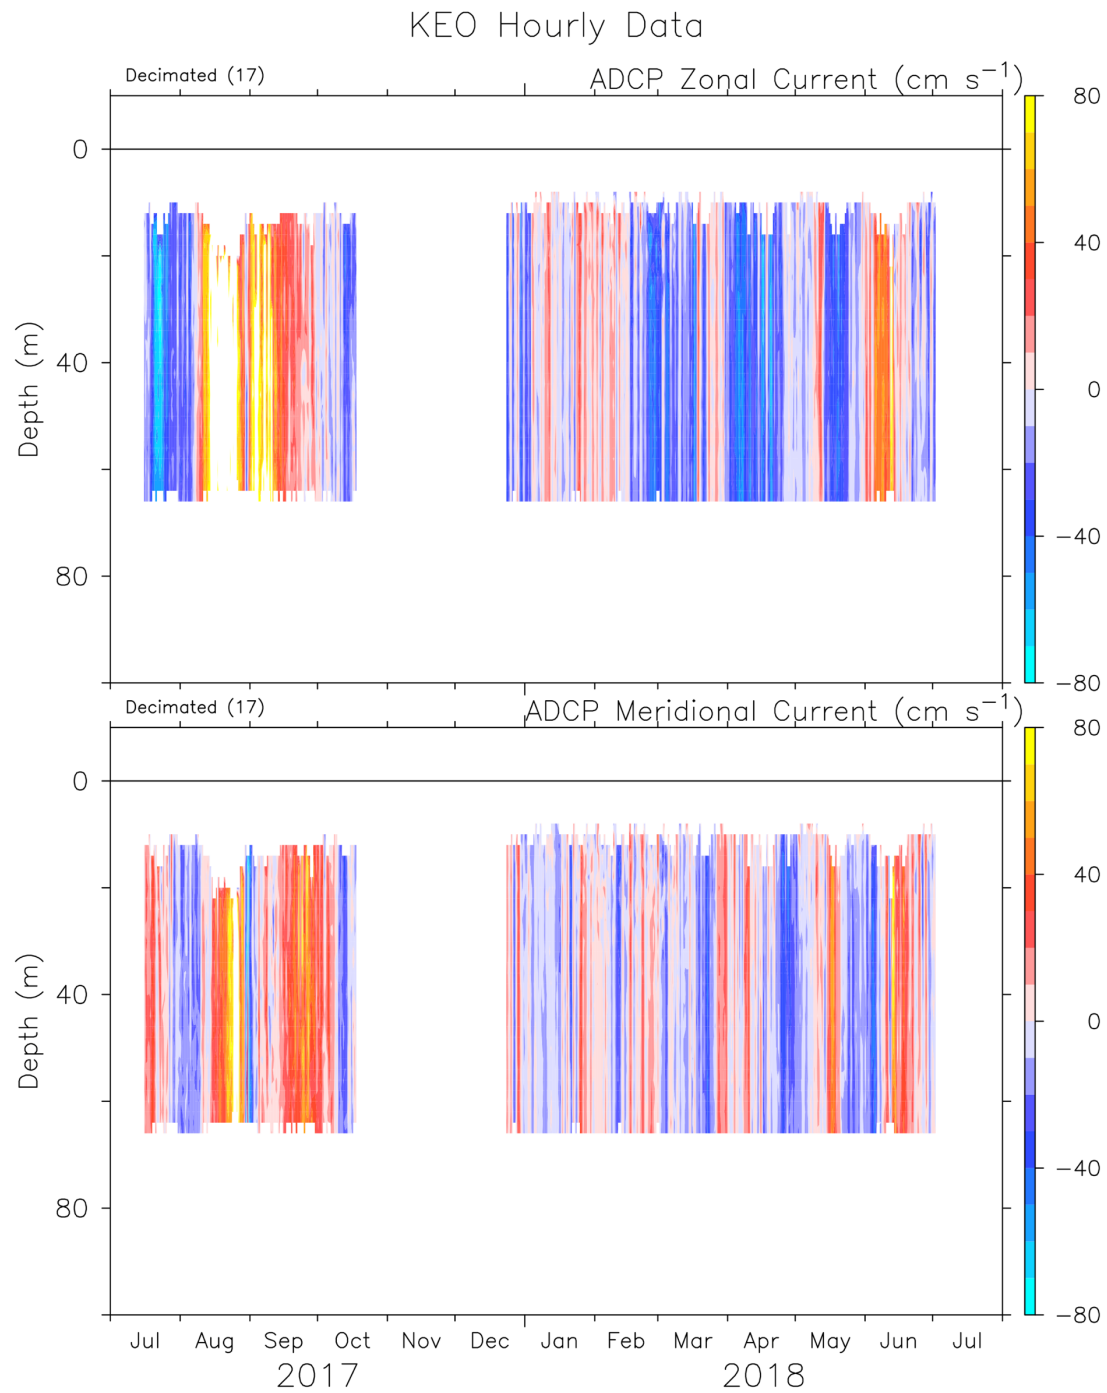 KEO Hourly Data
Decimated (17) ADCP Zonal Current (cm s⁻¹)
80
0
40
Depth (m)
40
0
−40
80
−80
Decimated (17) ADCP Meridional Current (cm s⁻¹)
80
0
40
Depth (m)
40
0
−40
80
−80
Jul Aug Sep Oct Nov Dec Jan Feb Mar Apr May Jun Jul
2017 2018